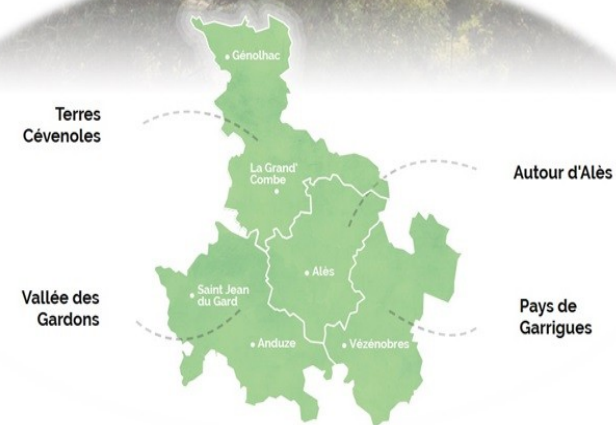 Génolhac
Terres
Cévenoles
La Grand'
Combe
Autour d'Alès
Alès
Saint Jean
du Gard
Vallée des
Gardons
Pays de
Garrigues
Anduze
Vézénobres